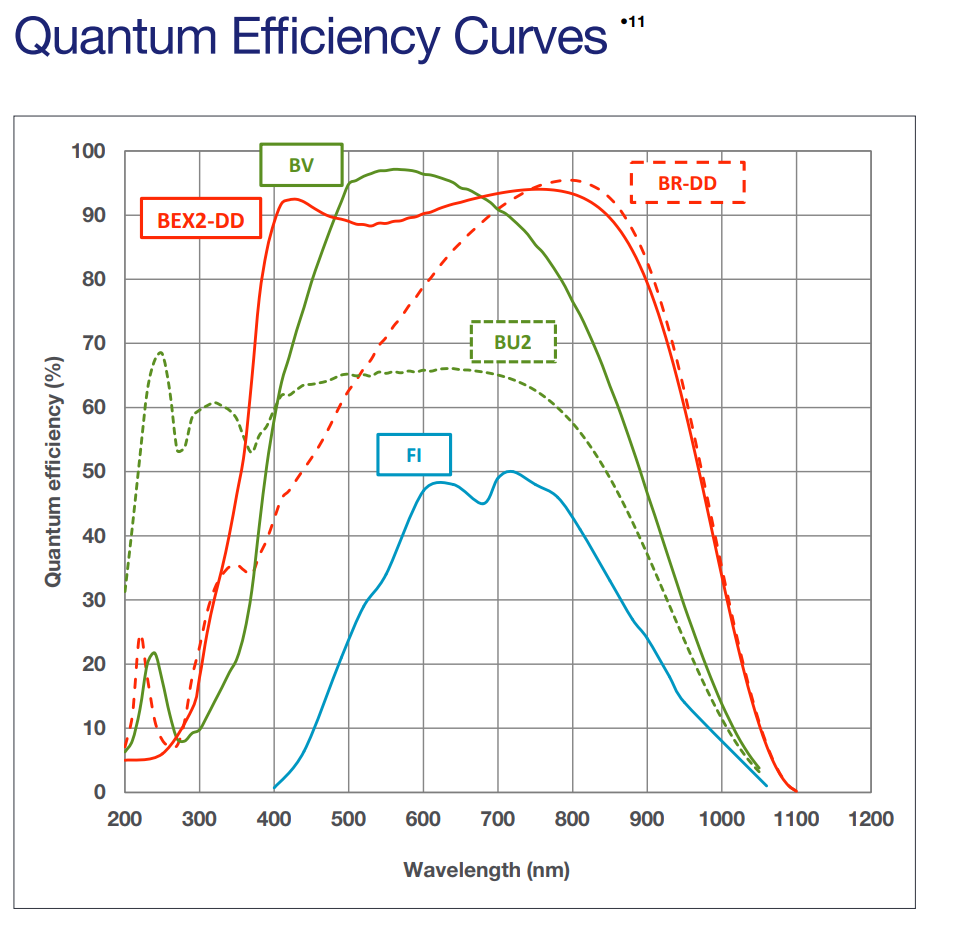 Quantum Efficiency Curves •11
BV
BR-DD
BEX2-DD
BU2
FI
Quantum efficiency (%)
100
90
80
70
60
50
40
30
20
10
0
200 300 400 500 600 700 800 900 1000 1100 1200
Wavelength (nm)